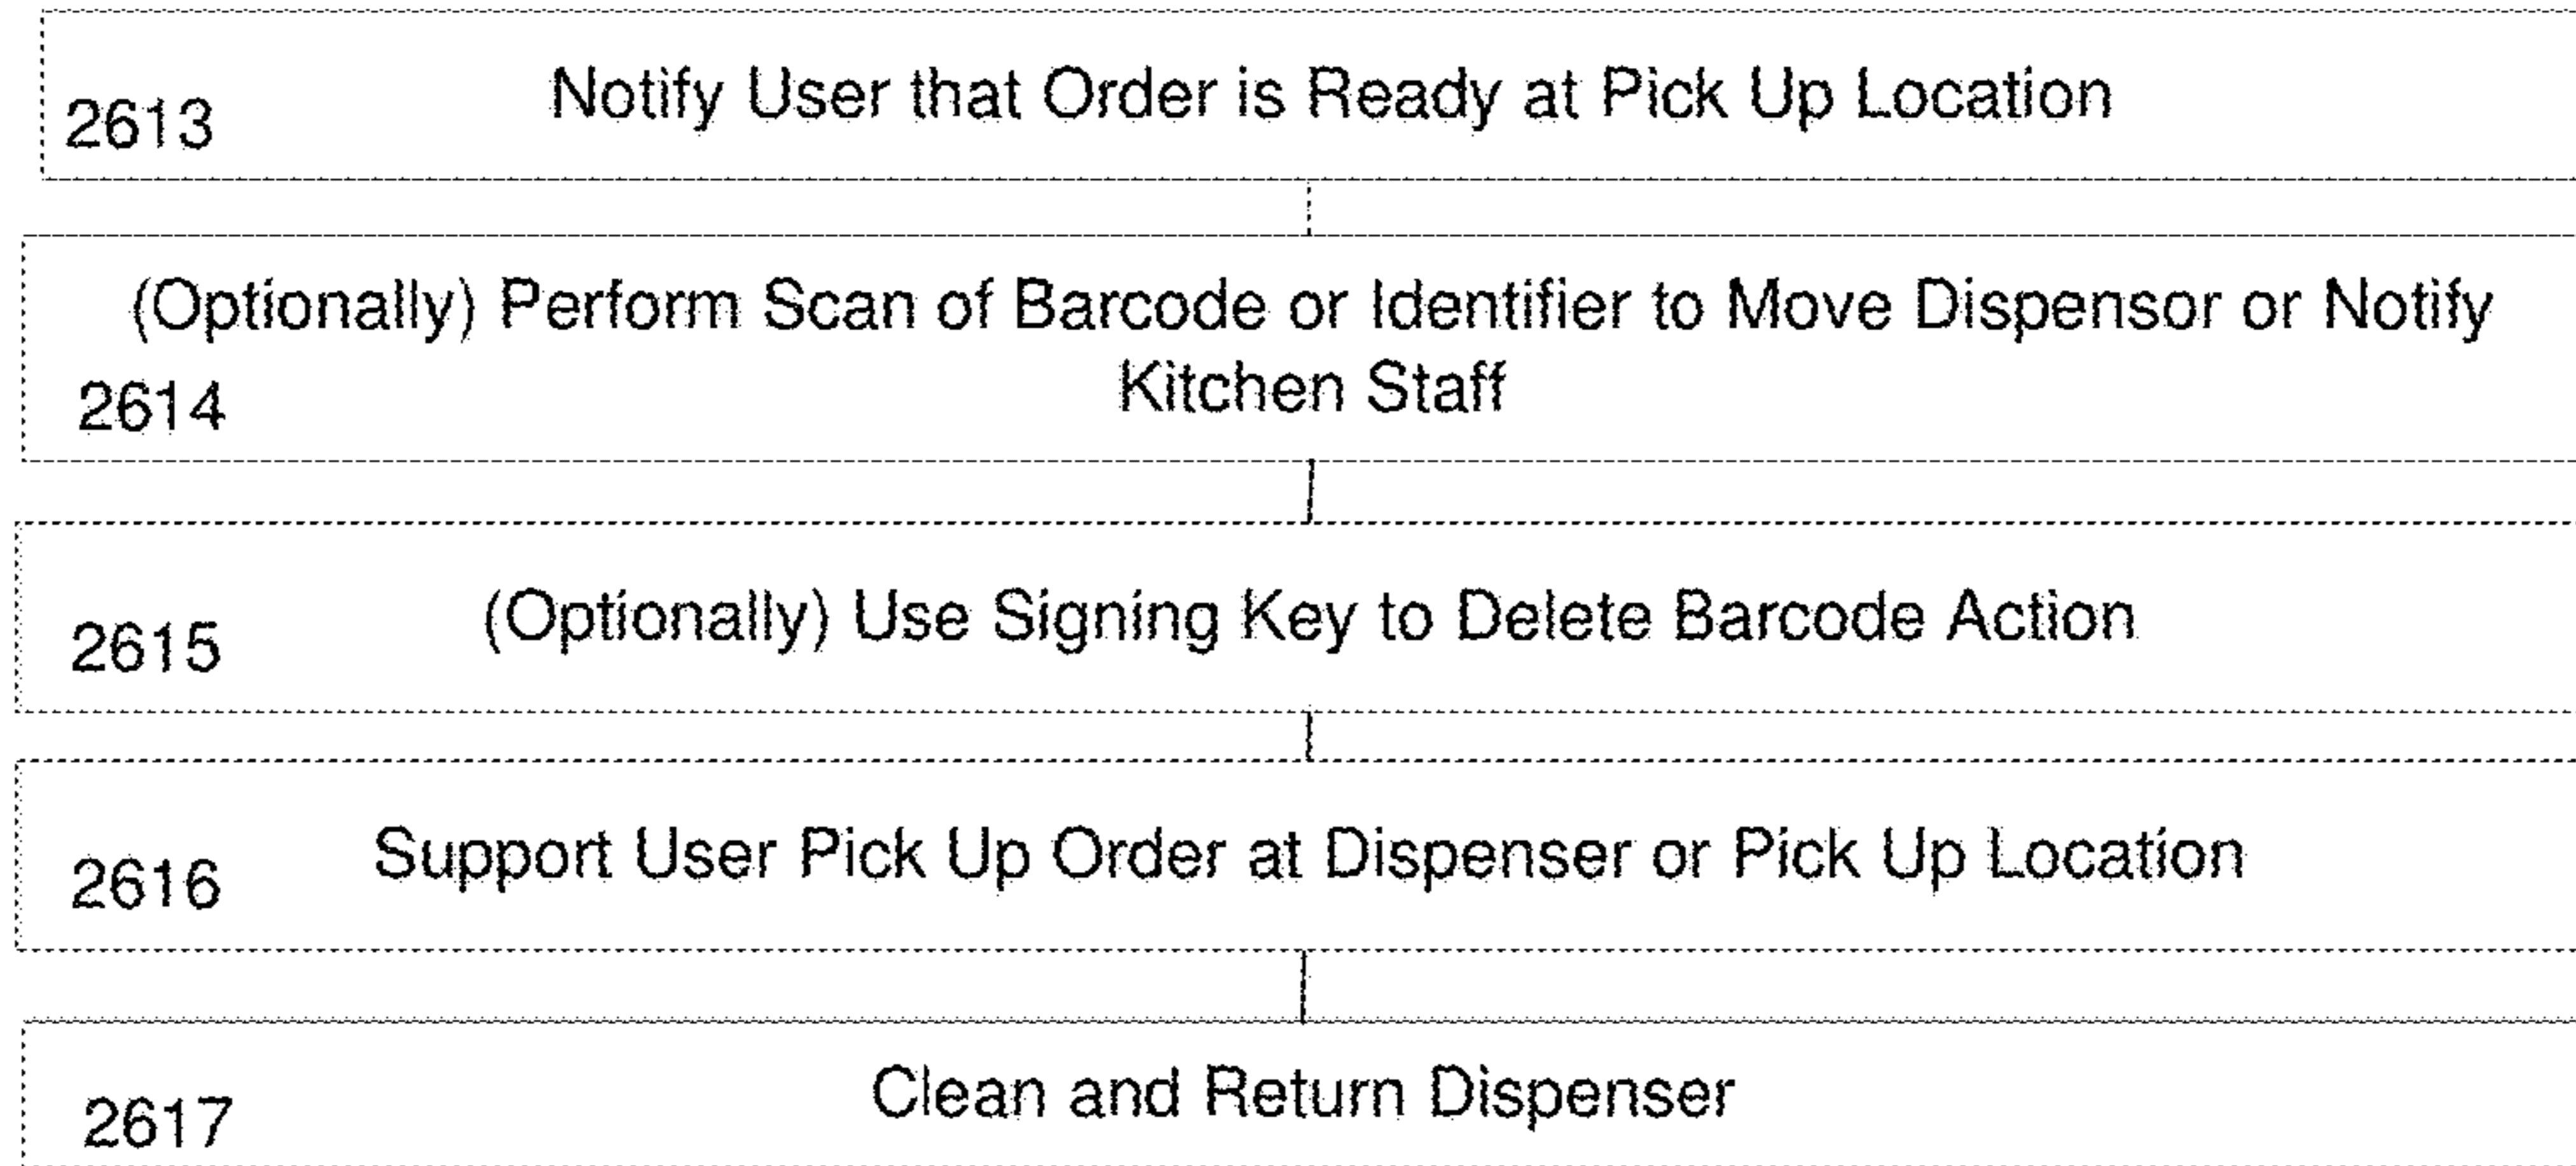 Notify User that Order is Ready at Pick Up Location
2613
(Optionally) Perform Scan of Barcode or Identifier to Move Dispensor or Notify
Kitchen Staff
2614
(Optionally) Use Signing Key to Delete Barcode Action
2615
Support User Pick Up Order at Dispenser or Pick Up Location
2616
Clean and Return Dispenser
2617